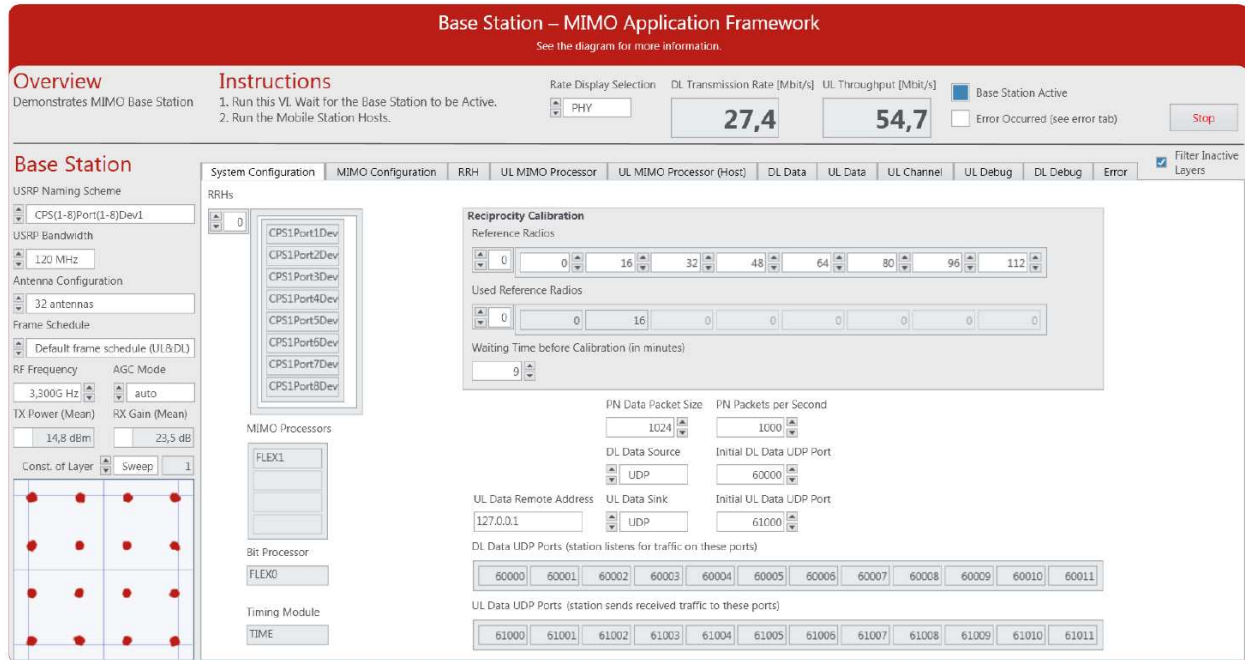 Base Station – MIMO Application Framework
See the diagram for more information.
Overview
Demonstrates MIMO Base Station
Instructions
1. Run this VI. Wait for the Base Station to be Active.
2. Run the Mobile Station Hosts.
Rate Display Selection
PHY
DL Transmission Rate [Mbit/s]
27,4
UL Throughput [Mbit/s]
54,7
Base Station Active
Error Occurred (see error tab)
Stop
Base Station
USRP Naming Scheme
CPS(1-8)Port(1-8)Dev1
USRP Bandwidth
120 MHz
Antenna Configuration
32 antennas
Frame Schedule
Default frame schedule (UL&DL)
RF Frequency AGC Mode
3,300G Hz auto
TX Power (Mean) RX Gain (Mean)
14,8 dBm 23,5 dB
Const. of Layer Sweep 1
System Configuration MIMO Configuration RRH UL MIMO Processor UL MIMO Processor (Host) DL Data UL Data UL Channel UL Debug DL Debug Error
Filter Inactive
Layers
RRHs
0
CPS1Port1Dev
CPS1Port2Dev
CPS1Port3Dev
CPS1Port4Dev
CPS1Port5Dev
CPS1Port6Dev
CPS1Port7Dev
CPS1Port8Dev
MIMO Processors
FLEX1
Bit Processor
FLEX0
Timing Module
TIME
Reciprocity Calibration
Reference Radios
0 0 16 32 48 64 80 96 112
Used Reference Radios
0 0 16 0 0 0 0 0 0
Waiting Time before Calibration (in minutes)
9
PN Data Packet Size PN Packets per Second
1024 1000
DL Data Source Initial DL Data UDP Port
UDP 60000
UL Data Remote Address UL Data Sink Initial UL Data UDP Port
127.0.0.1 UDP 61000
DL Data UDP Ports (station listens for traffic on these ports)
60000 60001 60002 60003 60004 60005 60006 60007 60008 60009 60010 60011
UL Data UDP Ports (station sends received traffic to these ports)
61000 61001 61002 61003 61004 61005 61006 61007 61008 61009 61010 61011